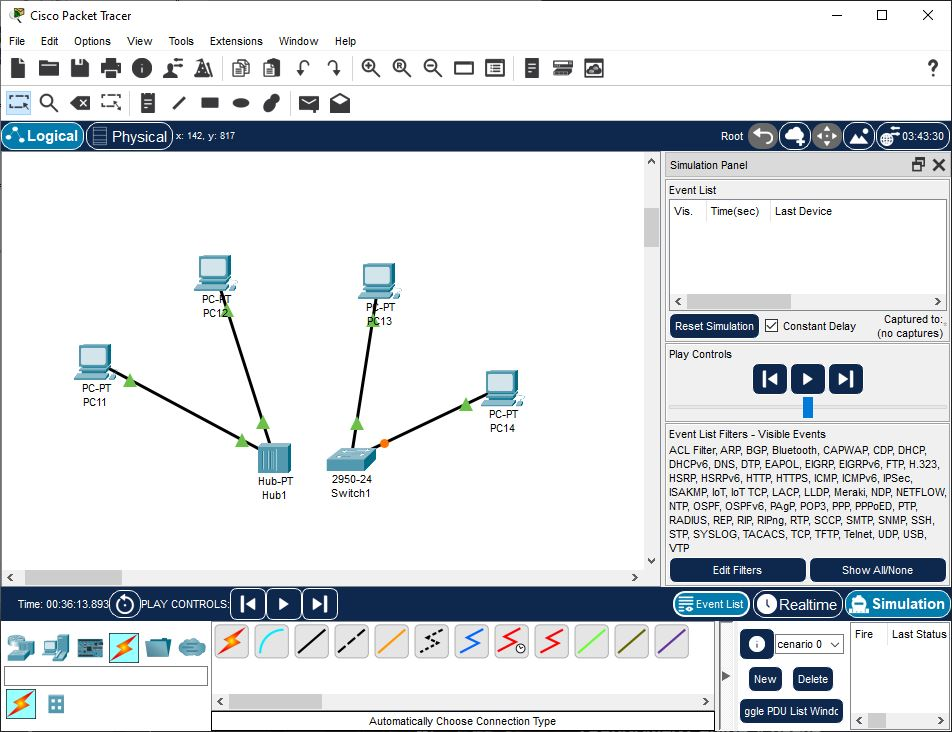 Cisco Packet Tracer
File Edit Options View Tools Extensions Window Help
Logical Physical x: 142, y: 817 Root 03:43:30
Simulation Panel
Event List
Vis. Time(sec) Last Device
Reset Simulation Constant Delay Captured to:
(no captures)
Play Controls
PC-PT
PC12
PC-PT
PC13
PC-PT
PC11
PC-PT
PC14
Hub-PT
Hub1
2950-24
Switch1
Event List Filters - Visible Events
ACL Filter, ARP, BGP, Bluetooth, CAPWAP, CDP, DHCP,
DHCPv6, DNS, DTP, EAPOL, EIGRP, EIGRPv6, FTP, H.323,
HSRP, HSRPv6, HTTP, HTTPS, ICMP, ICMPv6, IPSec,
ISAKMP, IoT, IoT TCP, LACP, LLDP, Meraki, NDP, NETFLOW,
NTP, OSPF, OSPFv6, PAgP, POP3, PPP, PPPoED, PTP,
RADIUS, REP, RIP, RIPng, RTP, SCCP, SMTP, SNMP, SSH,
STP, SYSLOG, TACACS, TCP, TFTP, Telnet, UDP, USB,
VTP
Edit Filters Show All/None
Time: 00:36:13.893 PLAY CONTROLS: Event List Realtime Simulation
cenario 0
Fire Last Status
New Delete
ggle PDU List Windo
Automatically Choose Connection Type